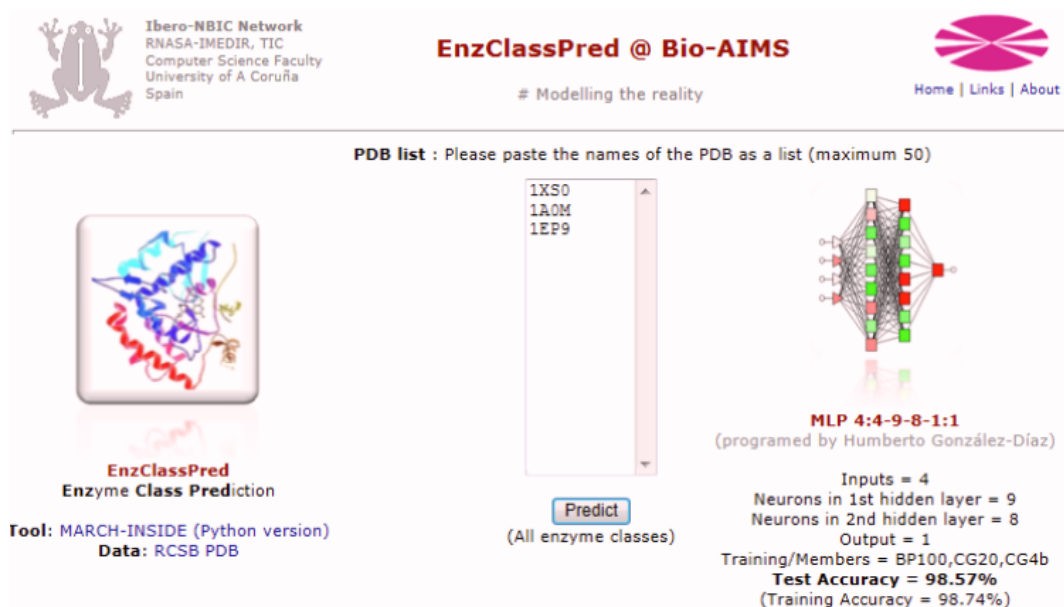 Ibero-NBIC Network
RNASA-IMEDIR, TIC
Computer Science Faculty
University of A Coruña
Spain
EnzClassPred @ Bio-AIMS
# Modelling the reality
Home | Links | About
PDB list : Please paste the names of the PDB as a list (maximum 50)
1XS0
1A0M
1EP9
EnzClassPred
Enzyme Class Prediction
Tool: MARCH-INSIDE (Python version)
Data: RCSB PDB
Predict
(All enzyme classes)
MLP 4:4-9-8-1:1
(programed by Humberto González-Díaz)
Inputs = 4
Neurons in 1st hidden layer = 9
Neurons in 2nd hidden layer = 8
Output = 1
Training/Members = BP100,CG20,CG4b
Test Accuracy = 98.57%
(Training Accuracy = 98.74%)